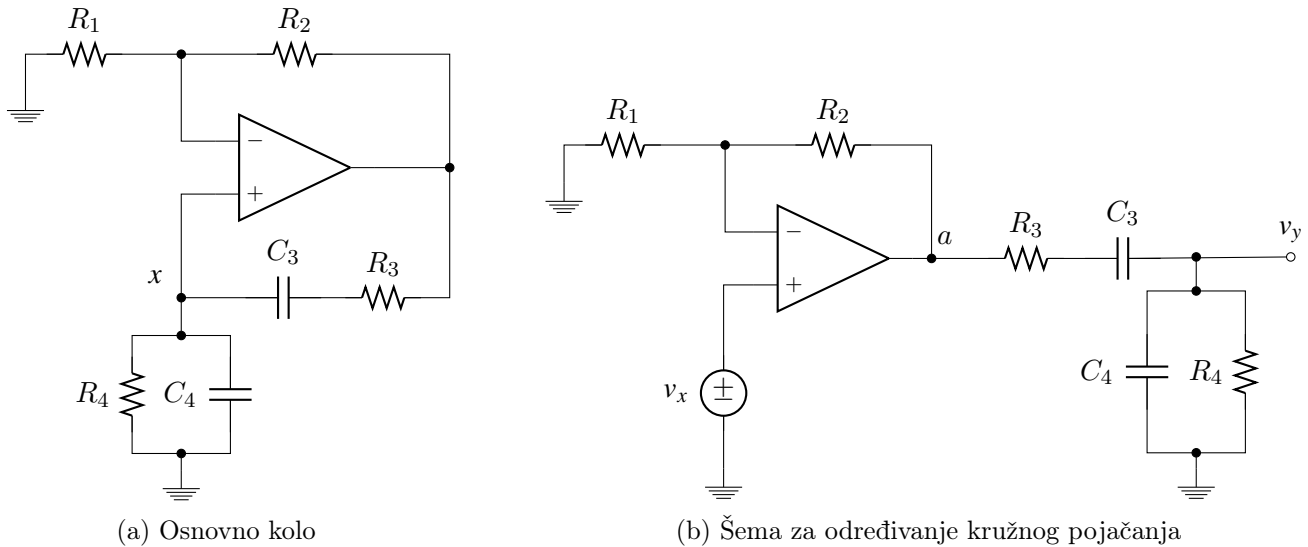 R1
R2
−
+
C3
R3
x
R4
C4
(a) Osnovno kolo
R1
R2
−
+
a
R3
C3
vy
vx
±
C4
R4
(b) Šema za određivanje kružnog pojačanja